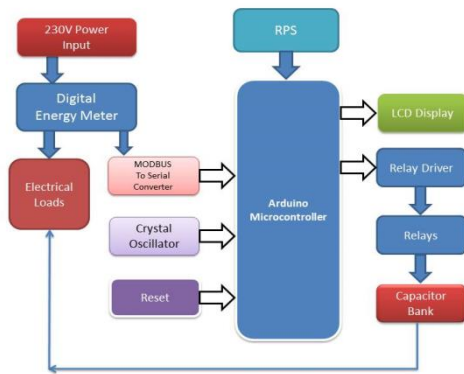 230V Power
Input
RPS
Digital
Energy Meter
LCD Display
MODBUS
To Serial
Converter
Relay Driver
Electrical
Loads
Arduino
Microcontroller
Crystal
Oscillator
Relays
Reset
Capacitor
Bank